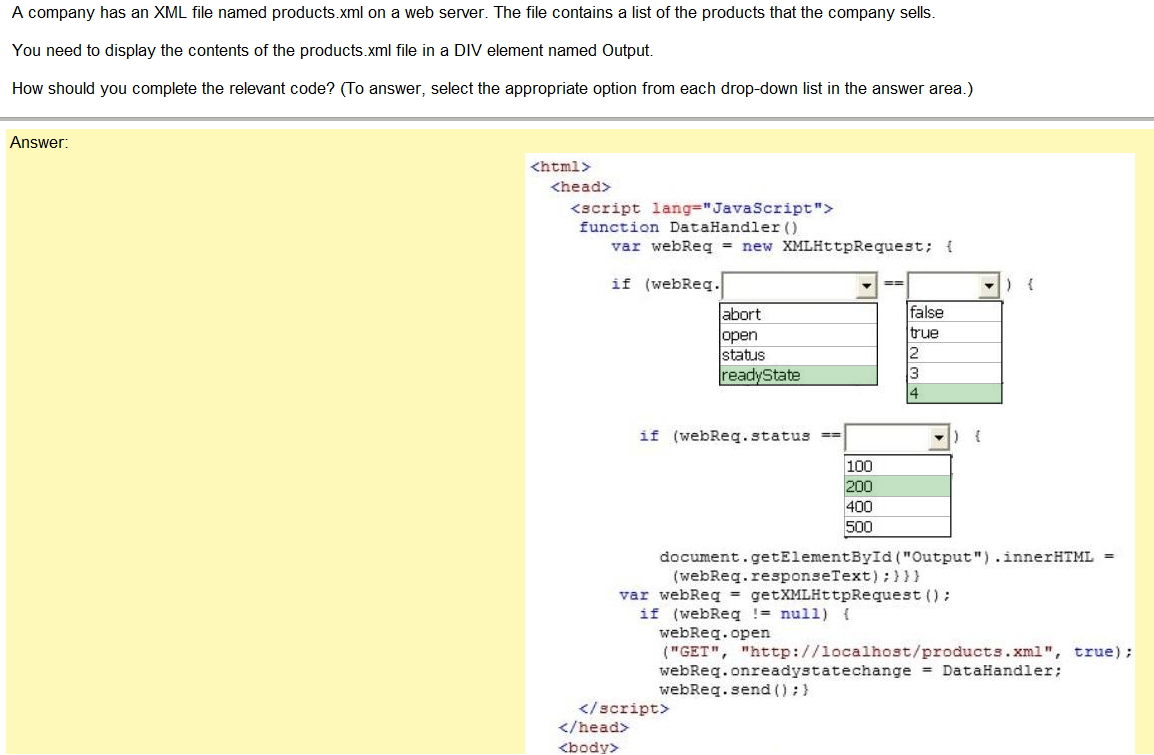 A company has an XML file named products.xml on a web server. The file contains a list of the products that the company sells.
You need to display the contents of the products.xml file in a DIV element named Output.
How should you complete the relevant code? (To answer, select the appropriate option from each drop-down list in the answer area.)
Answer:
<html>
<head>
<script lang="JavaScript">
function DataHandler()
var webReq = new XMLHttpRequest; {
if (webReq. == ) {
abort false
open true
status 2
readyState 3
4
if (webReq.status == ) {
100
200
400
500
document.getElementById("Output").innerHTML =
(webReq.responseText);}}}
var webReq = getXMLHttpRequest();
if (webReq != null) {
webReq.open
("GET", "http://localhost/products.xml", true);
webReq.onreadystatechange = DataHandler;
webReq.send();}
</script>
</head>
<body>